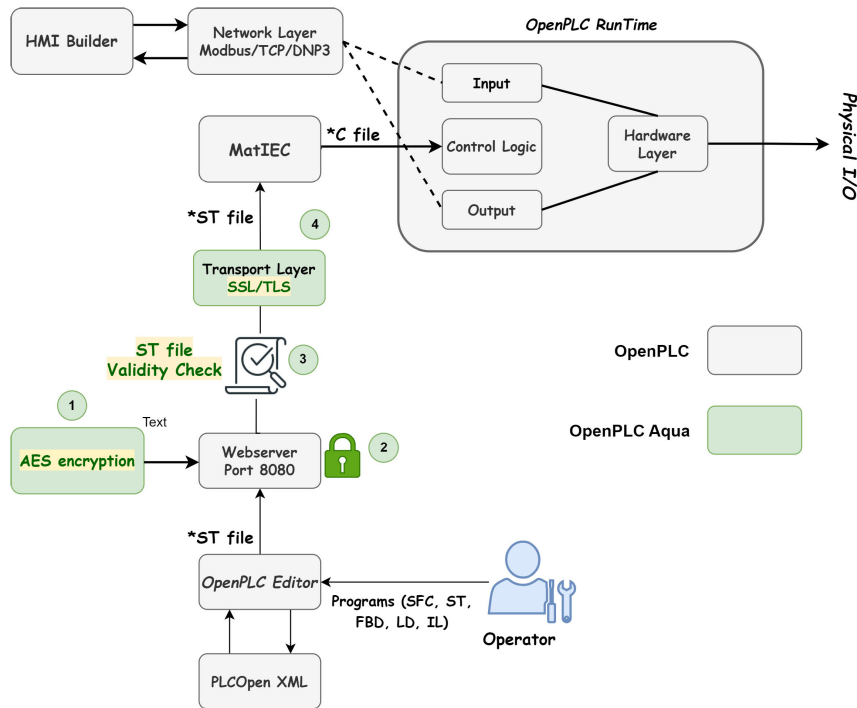 OpenPLC RunTime
HMI Builder
Network Layer
Modbus/TCP/DNP3
Input
Control Logic
Output
Hardware
Layer
Physical I/O
MatIEC
*C file
*ST file
4
Transport Layer
SSL/TLS
ST file
Validity Check
3
OpenPLC
OpenPLC Aqua
1
Text
AES encryption
Webserver
Port 8080
2
*ST file
OpenPLC Editor
Programs (SFC, ST,
FBD, LD, IL)
Operator
PLCOpen XML